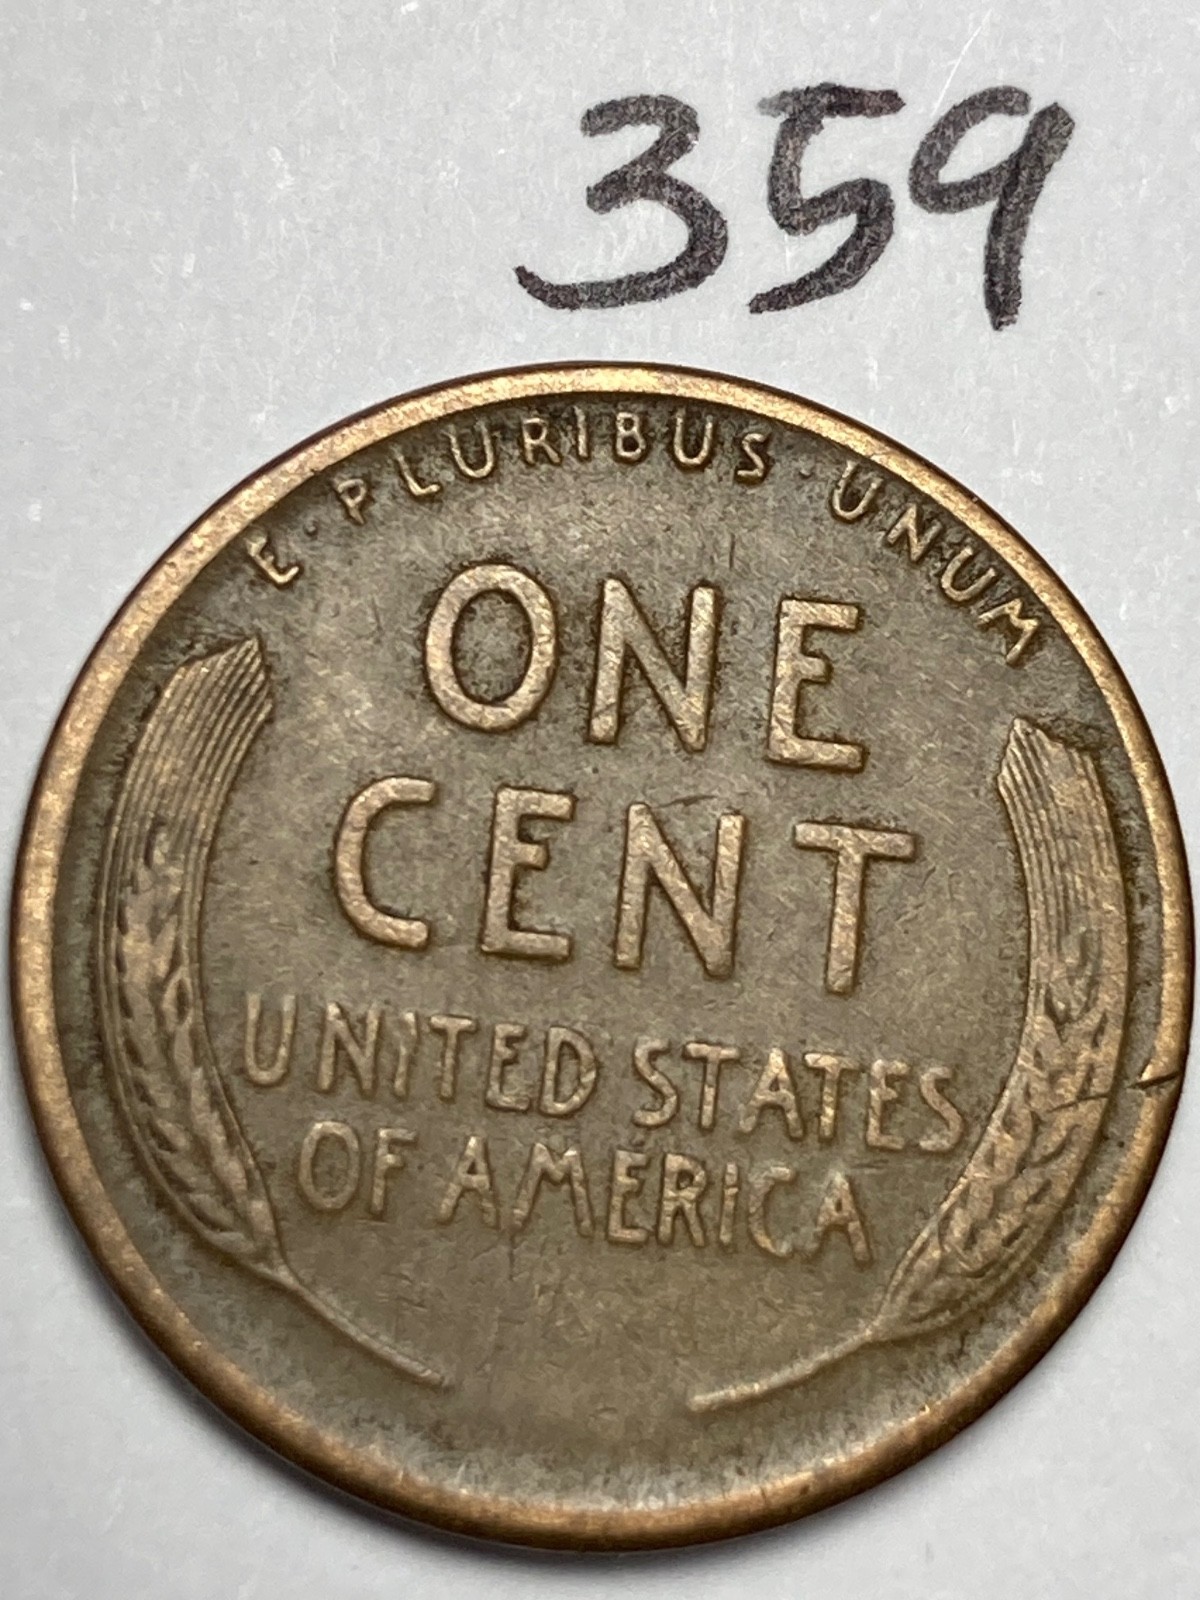 359
E·PLURIBUS·UNUM
ONE
CENT
UNITED STATES
OF AMERICA